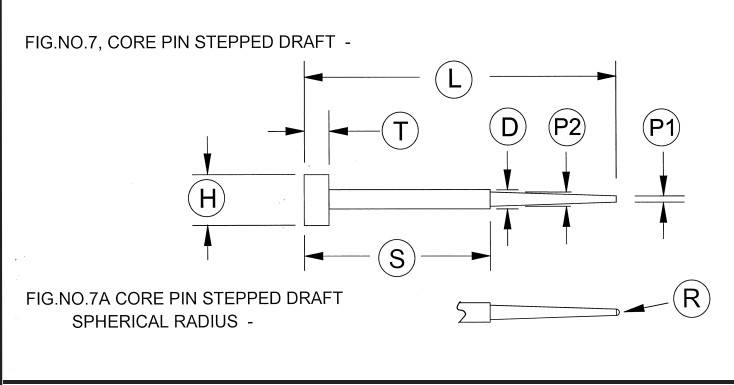 FIG.NO.7, CORE PIN STEPPED DRAFT -
L
T
D
P2
P1
H
S
FIG.NO.7A CORE PIN STEPPED DRAFT
SPHERICAL RADIUS -
R